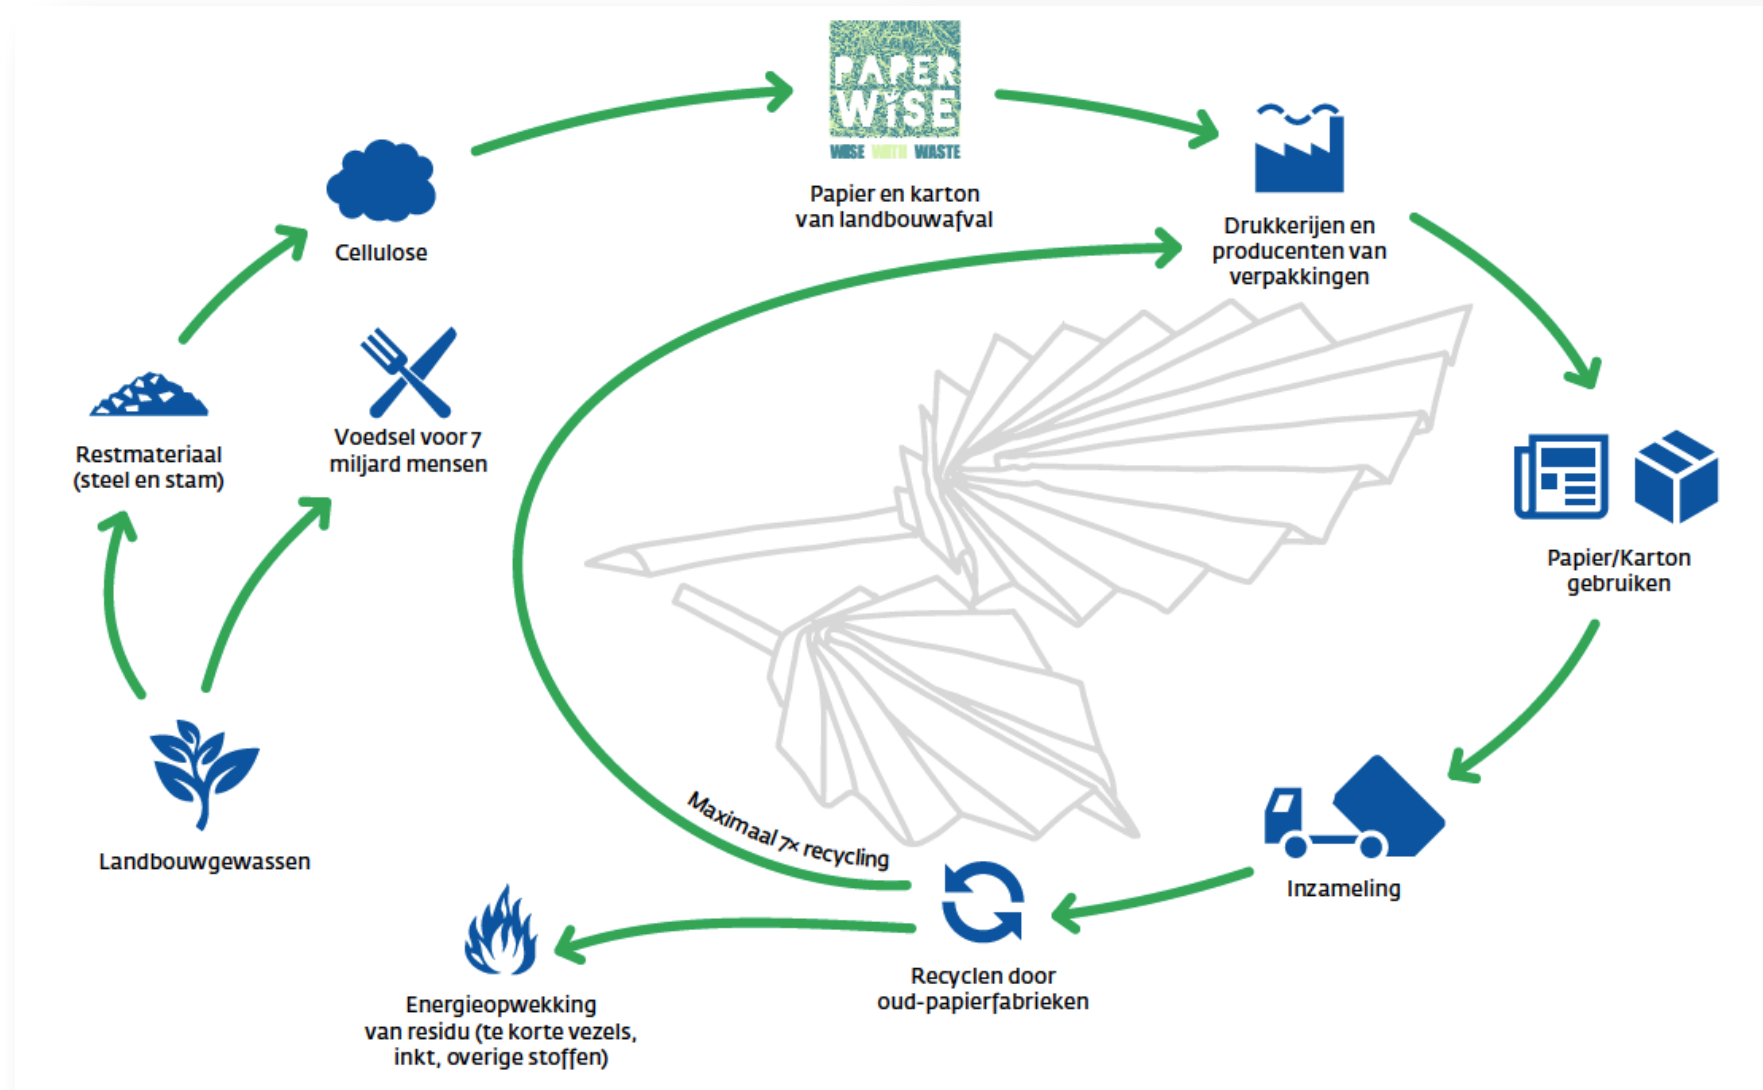 PAPER
WISE
WISE WITH WASTE
Papier en karton
van landbouwafval
Drukkerijen en
producenten van
verpakkingen
Cellulose
Voedsel voor 7
miljard mensen
Restmateriaal
(steel en stam)
Papier/Karton
gebruiken
Landbouwgewassen
Maximaal 7x recycling
Inzameling
Recyclen door
oud-papierfabrieken
Energieopwekking
van residu (te korte vezels,
inkt, overige stoffen)